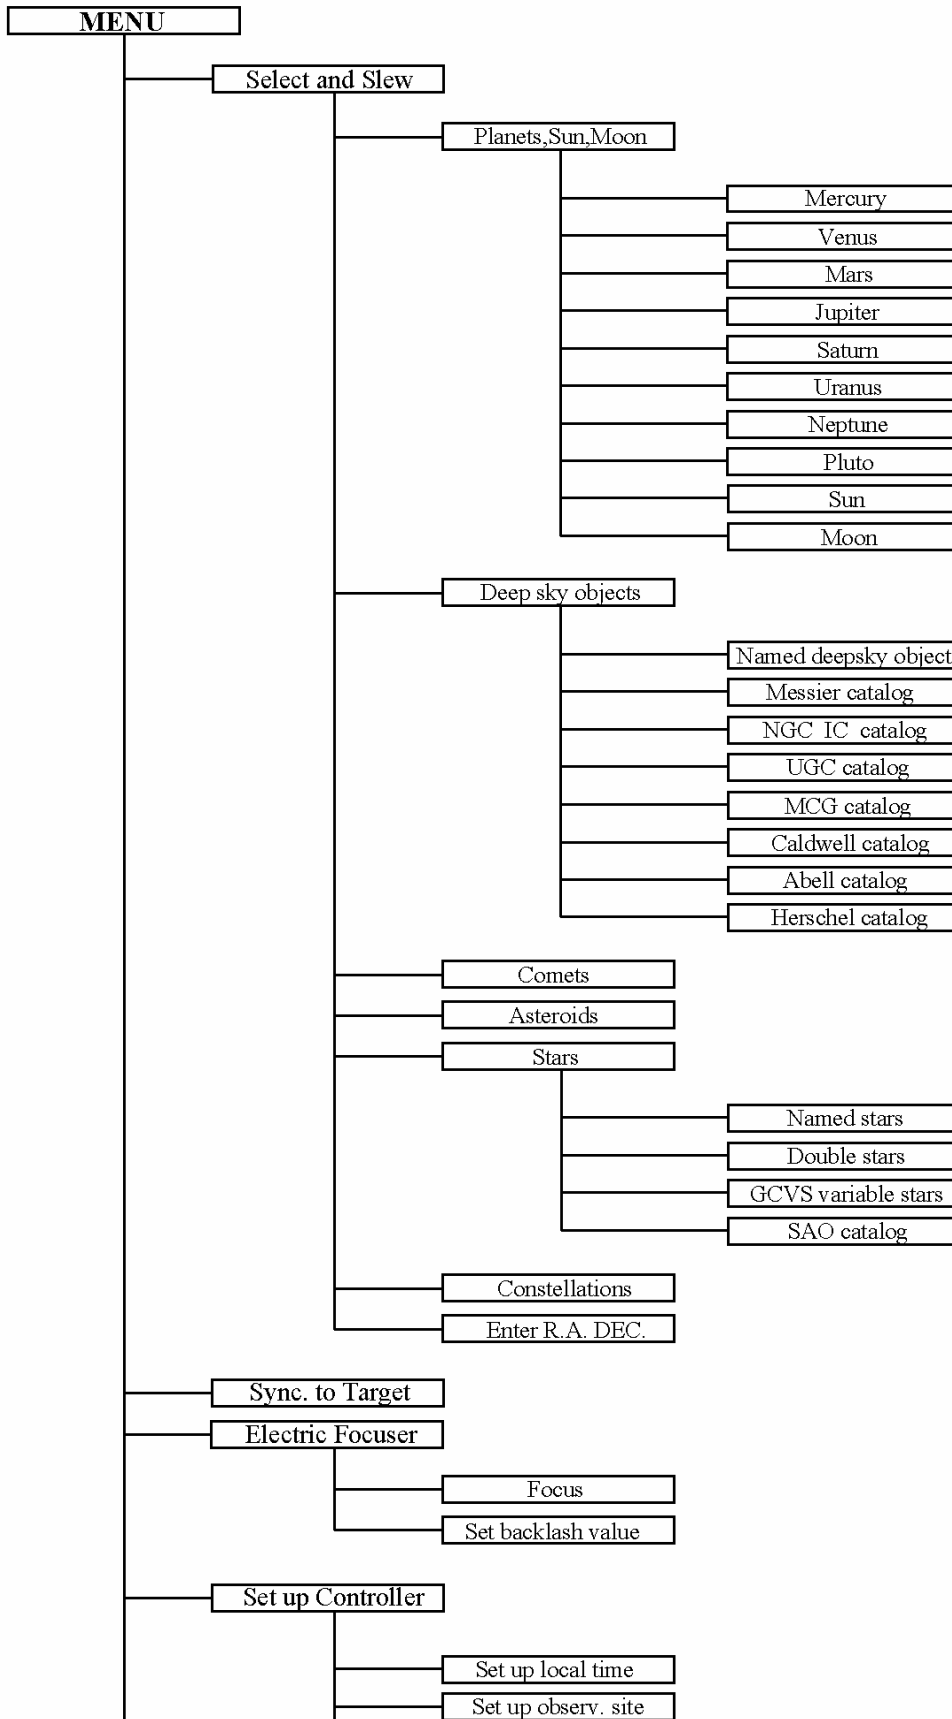 MENU
Select and Slew
Planets,Sun,Moon
Mercury
Venus
Mars
Jupiter
Saturn
Uranus
Neptune
Pluto
Sun
Moon
Deep sky objects
Named deepsky object
Messier catalog
NGC IC catalog
UGC catalog
MCG catalog
Caldwell catalog
Abell catalog
Herschel catalog
Comets
Asteroids
Stars
Named stars
Double stars
GCVS variable stars
SAO catalog
Constellations
Enter R.A. DEC.
Sync. to Target
Electric Focuser
Focus
Set backlash value
Set up Controller
Set up local time
Set up observ. site